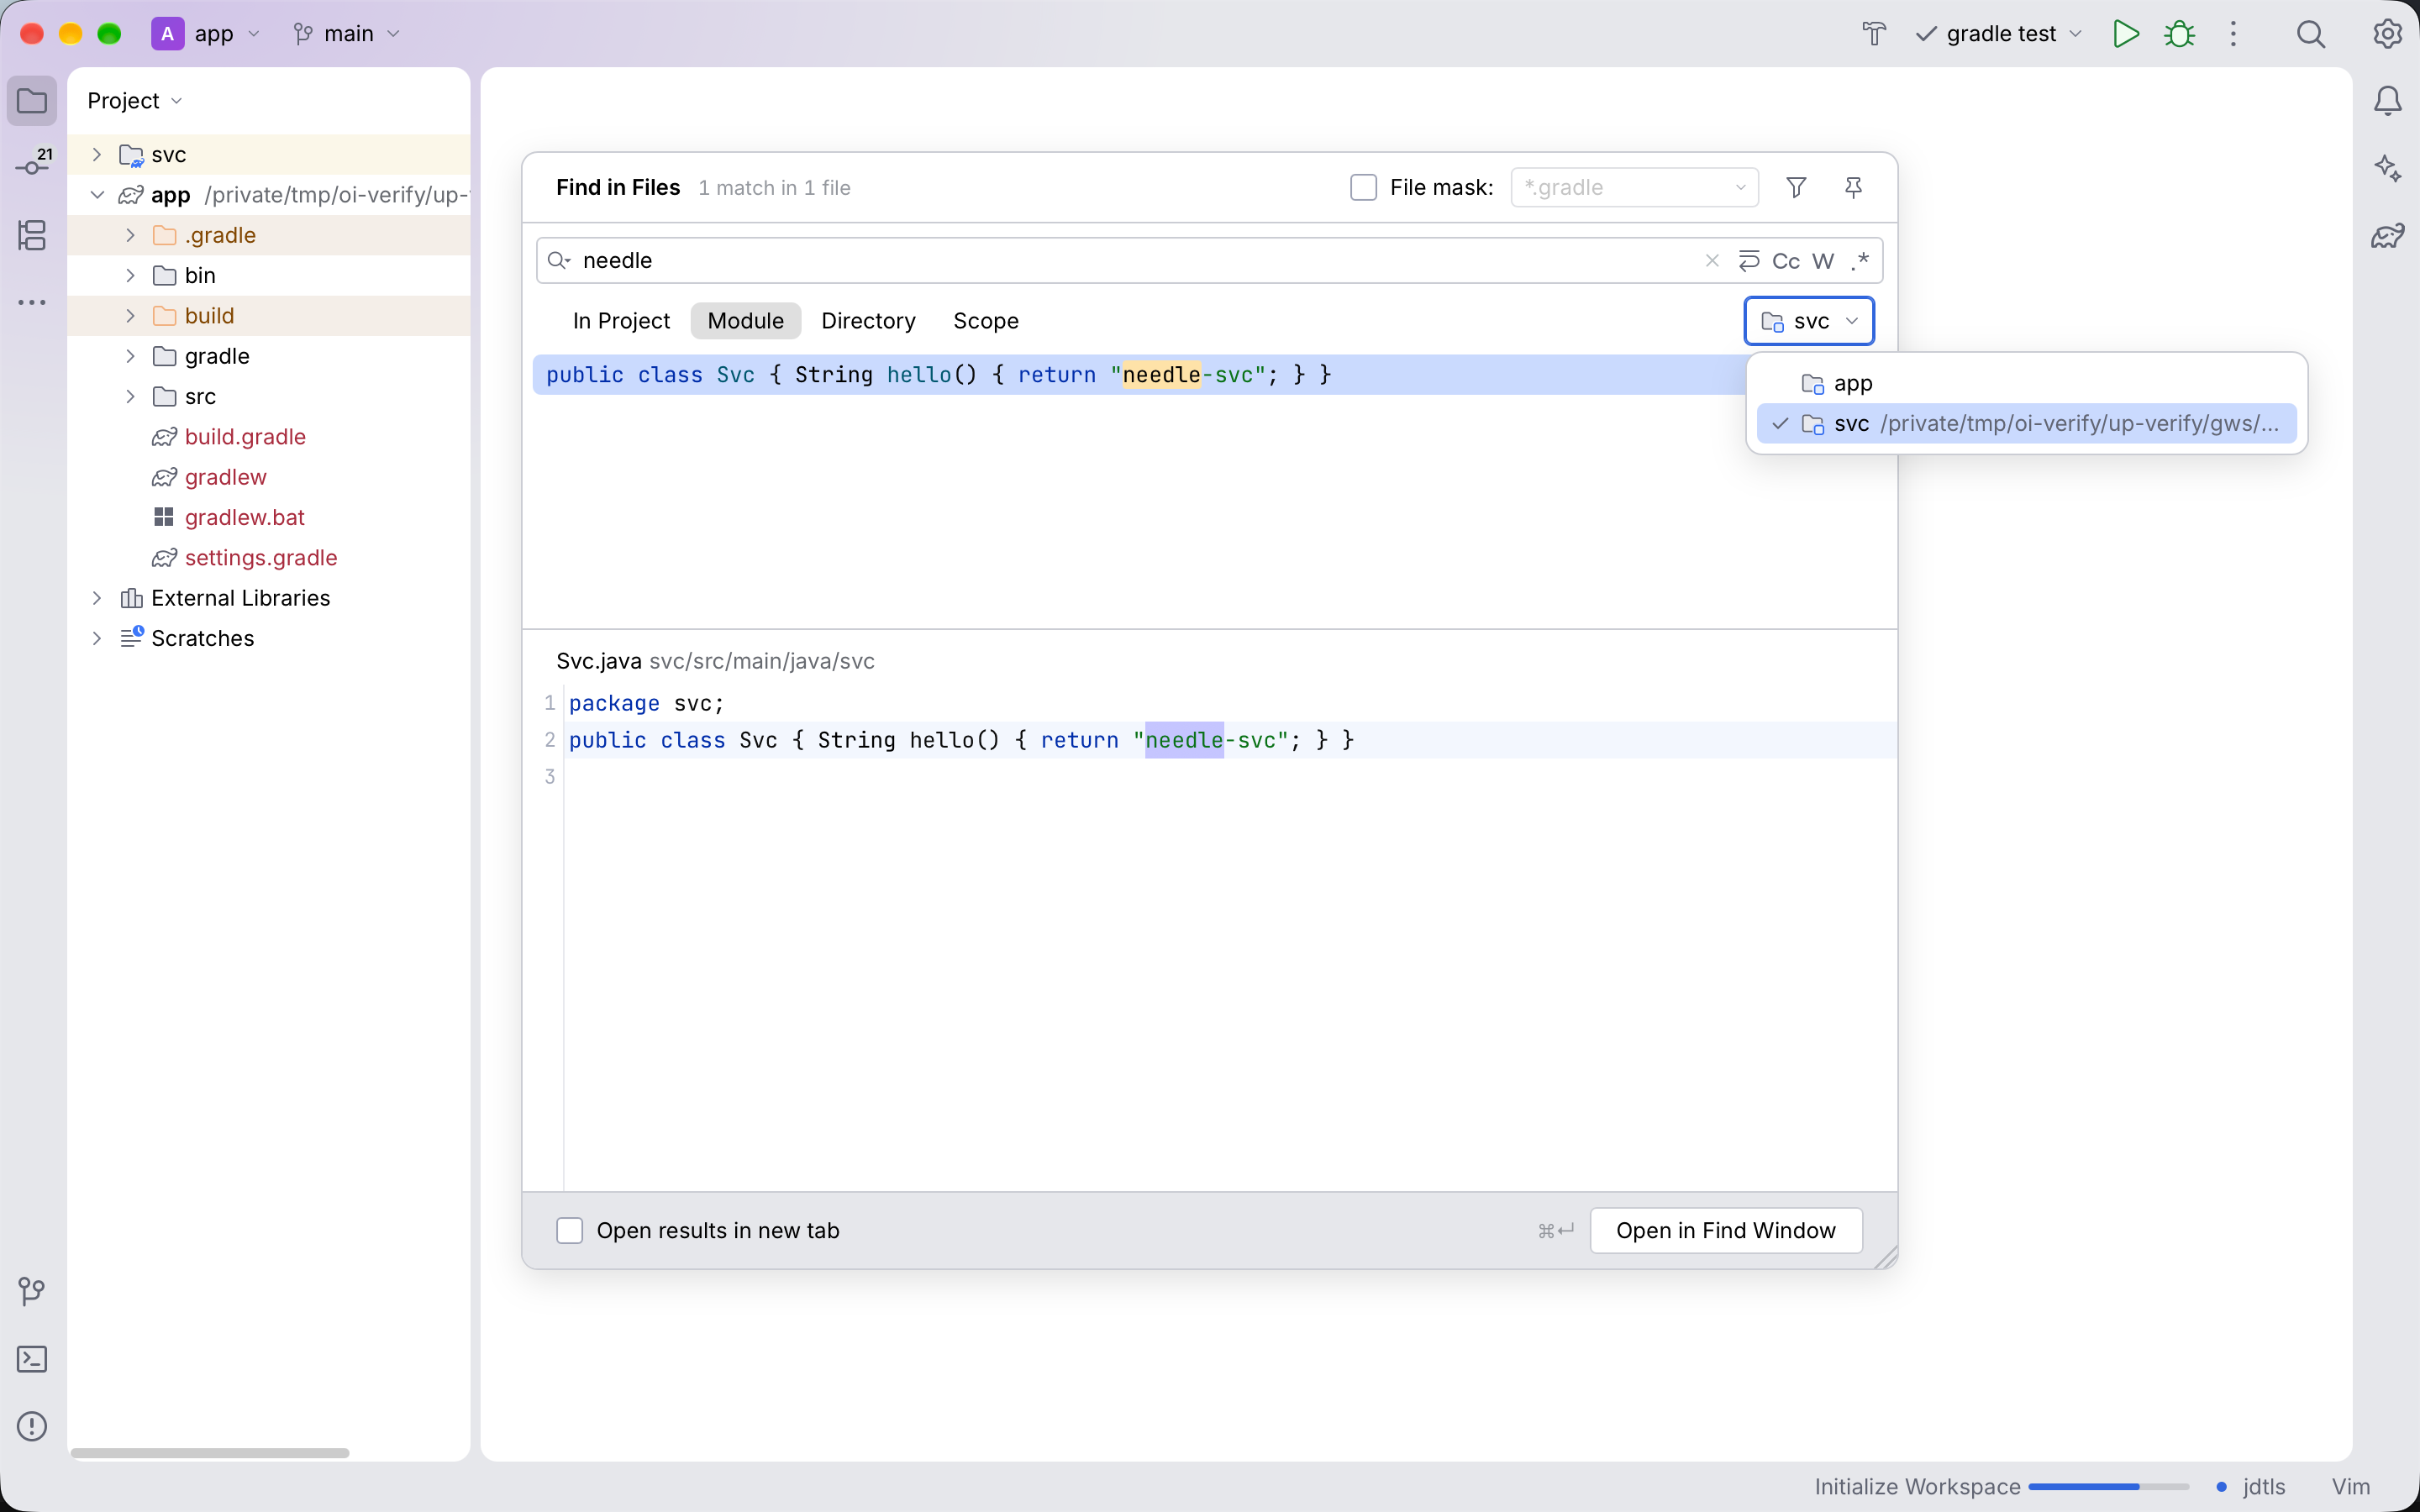 A app main gradle test
Project
21
svc
app /private/tmp/oi-verify/up-
.gradle
bin
build
gradle
src
build.gradle
gradlew
gradlew.bat
settings.gradle
External Libraries
Scratches
Find in Files 1 match in 1 file File mask: *.gradle
needle Cc W .*
In Project Module Directory Scope svc
public class Svc { String hello() { return "needle-svc"; } }
app
svc /private/tmp/oi-verify/up-verify/gws/...
Svc.java svc/src/main/java/svc
1 package svc;
2 public class Svc { String hello() { return "needle-svc"; } }
3
Open results in new tab ⌘↵ Open in Find Window
Initialize Workspace jdtls Vim